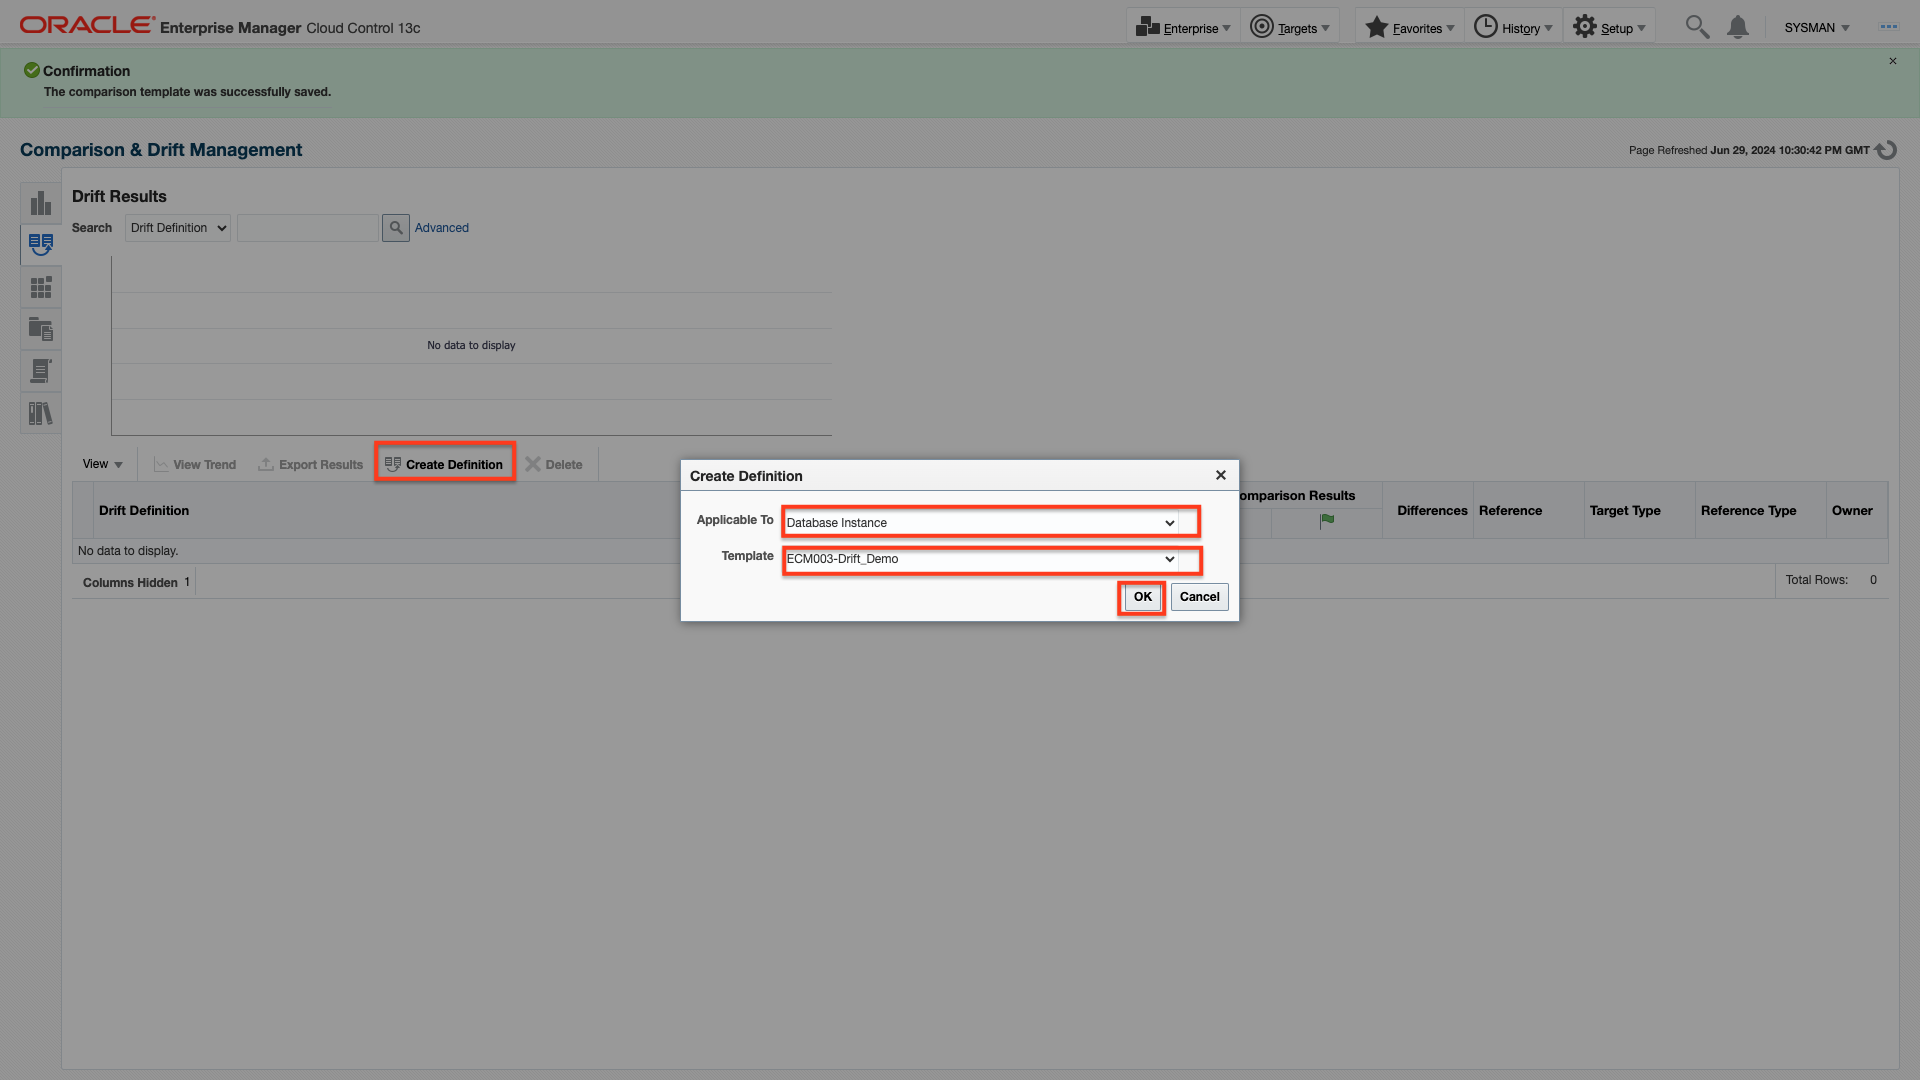 ORACLE Enterprise Manager Cloud Control 13c
Enterprise
Targets
Favorites
History
Setup
SYSMAN
Confirmation
The comparison template was successfully saved.
Comparison & Drift Management
Page Refreshed Jun 29, 2024 10:30:42 PM GMT
Drift Results
Search
Drift Definition
Advanced
No data to display
View
View Trend
Export Results
Create Definition
Delete
Drift Definition
omparison Results
Differences
Reference
Target Type
Reference Type
Owner
No data to display.
Columns Hidden 1
Total Rows: 0
Create Definition
Applicable To
Database Instance
Template
ECM003-Drift_Demo
OK
Cancel